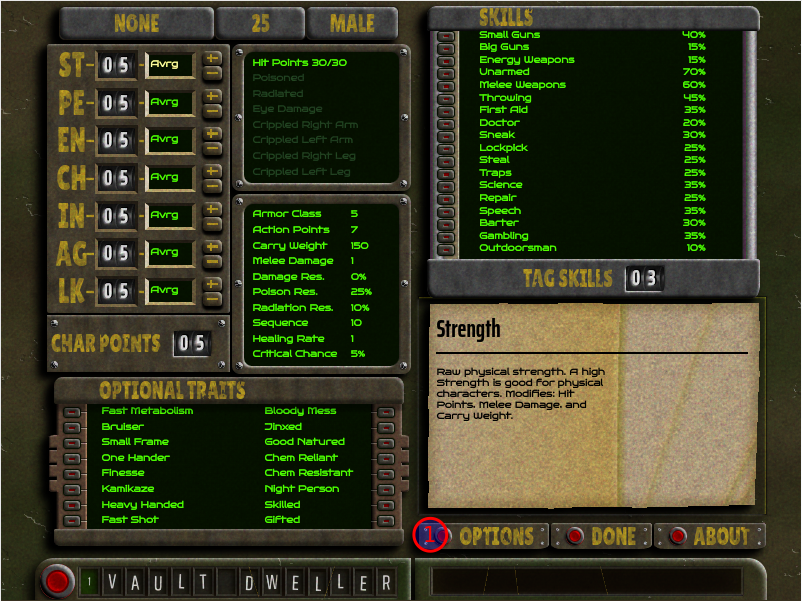 NONE
25
MALE
ST 05 Avrg
PE 05 Avrg
EN 05 Avrg
CH 05 Avrg
IN 05 Avrg
AG 05 Avrg
LK 05 Avrg
CHAR POINTS 05
Hit Points 30/30
Poisoned
Radiated
Eye Damage
Crippled Right Arm
Crippled Left Arm
Crippled Right Leg
Crippled Left Leg
Armor Class 5
Action Points 7
Carry Weight 150
Melee Damage 1
Damage Res. 0%
Poison Res. 25%
Radiation Res. 10%
Sequence 10
Healing Rate 1
Critical Chance 5%
OPTIONAL TRAITS
Fast Metabolism Bloody Mess
Bruiser Jinxed
Small Frame Good Natured
One Hander Chem Reliant
Finesse Chem Resistant
Kamikaze Night Person
Heavy Handed Skilled
Fast Shot Gifted
SKILLS
Small Guns 40%
Big Guns 15%
Energy Weapons 15%
Unarmed 70%
Melee Weapons 60%
Throwing 45%
First Aid 35%
Doctor 20%
Sneak 30%
Lockpick 25%
Steal 25%
Traps 25%
Science 35%
Repair 25%
Speech 35%
Barter 30%
Gambling 35%
Outdoorsman 10%
TAG SKILLS 03
Strength
Raw physical strength. A high
Strength is good for physical
characters. Modifies: Hit
Points, Melee Damage, and
Carry Weight.
1 OPTIONS
DONE
ABOUT
1 VAULT DWELLER